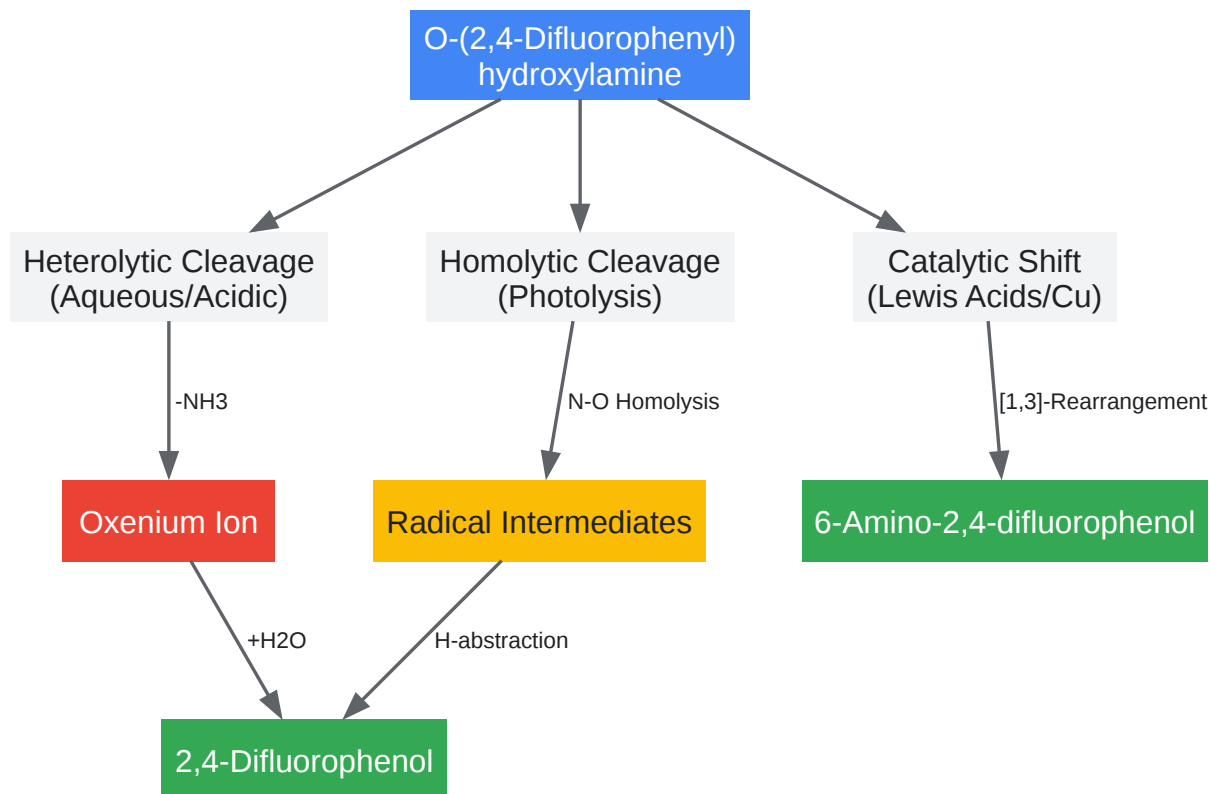 O-(2,4-Difluorophenyl)
hydroxylamine
Heterolytic Cleavage
(Aqueous/Acidic)
Homolytic Cleavage
(Photolysis)
Catalytic Shift
(Lewis Acids/Cu)
-NH3
N-O Homolysis
[1,3]-Rearrangement
Oxenium Ion
Radical Intermediates
6-Amino-2,4-difluorophenol
+H2O
H-abstraction
2,4-Difluorophenol